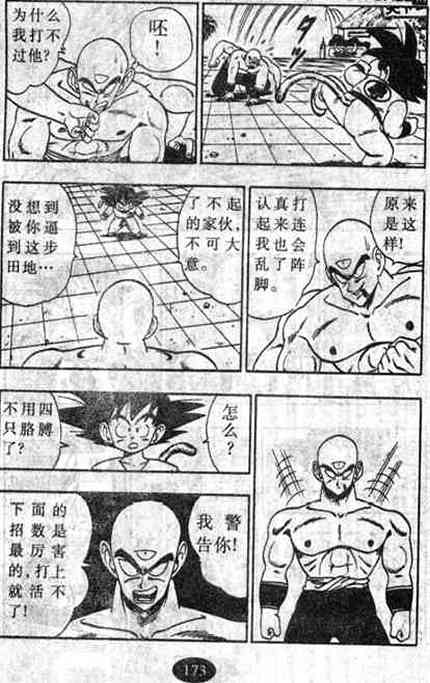 呸!
为什么
我打不
过他?
原来
是这
样!
认真打
起来连
我也会
乱了阵
脚。
了不起
的家伙,
不可大
意。
没想到
被你逼
到这步
田地…
怎么?
不用四
只胳膊
了?
我警
告你!
下面的
招数是
最厉害
的,打上
就活不
了!
173